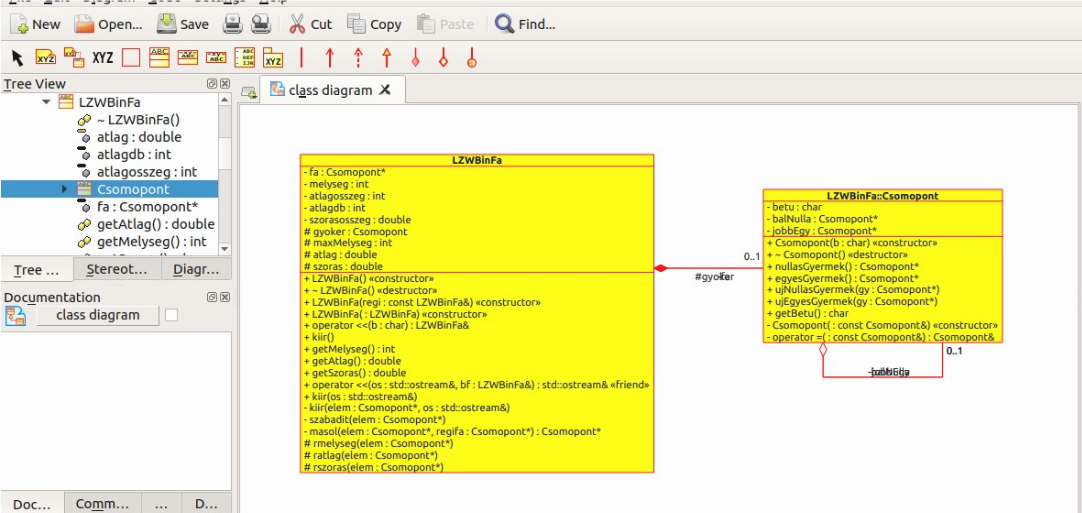 New Open... Save Cut Copy Paste Find...
XYZ
Tree View
class diagram
LZWBinFa
~ LZWBinFa()
atlag : double
atlagdb : int
atlagosszeg : int
Csomopont
fa : Csomopont*
getAtlag() : double
getMelyseg() : int
Tree ... Stereot... Diagr...
Documentation
class diagram
Doc... Comm... ... D...
LZWBinFa
- fa : Csomopont*
- melyseg : int
- atlagosszeg : int
- atlagdb : int
- szorasosszeg : double
# gyoker : Csomopont
# maxMelyseg : int
# atlag : double
# szoras : double
+ LZWBinFa() «constructor»
+ ~ LZWBinFa() «destructor»
+ LZWBinFa(regi : const LZWBinFa&) «constructor»
+ LZWBinFa( : LZWBinFa) «constructor»
+ operator <<(b : char) : LZWBinFa&
+ kiir()
+ getMelyseg() : int
+ getAtlag() : double
+ getSzoras() : double
+ operator <<(os : std::ostream&, bf : LZWBinFa&) : std::ostream& «friend»
+ kiir(os : std::ostream&)
- kiir(elem : Csomopont*, os : std::ostream&)
- szabadit(elem : Csomopont*)
- masol(elem : Csomopont*, regifa : Csomopont*) : Csomopont*
# rmelyseg(elem : Csomopont*)
# ratlag(elem : Csomopont*)
# rszoras(elem : Csomopont*)
0..1
LZWBinFa::Csomopont
- betu : char
- balNulla : Csomopont*
- jobbEgy : Csomopont*
+ Csomopont(b : char) «constructor»
+ ~ Csomopont() «destructor»
+ nullasGyermek() : Csomopont*
+ egyesGyermek() : Csomopont*
+ ujNullasGyermek(gy : Csomopont*)
+ ujEgyesGyermek(gy : Csomopont*)
+ getBetu() : char
- Csomopont( : const Csomopont&) «constructor»
- operator =( : const Csomopont&) : Csomopont&
0..1